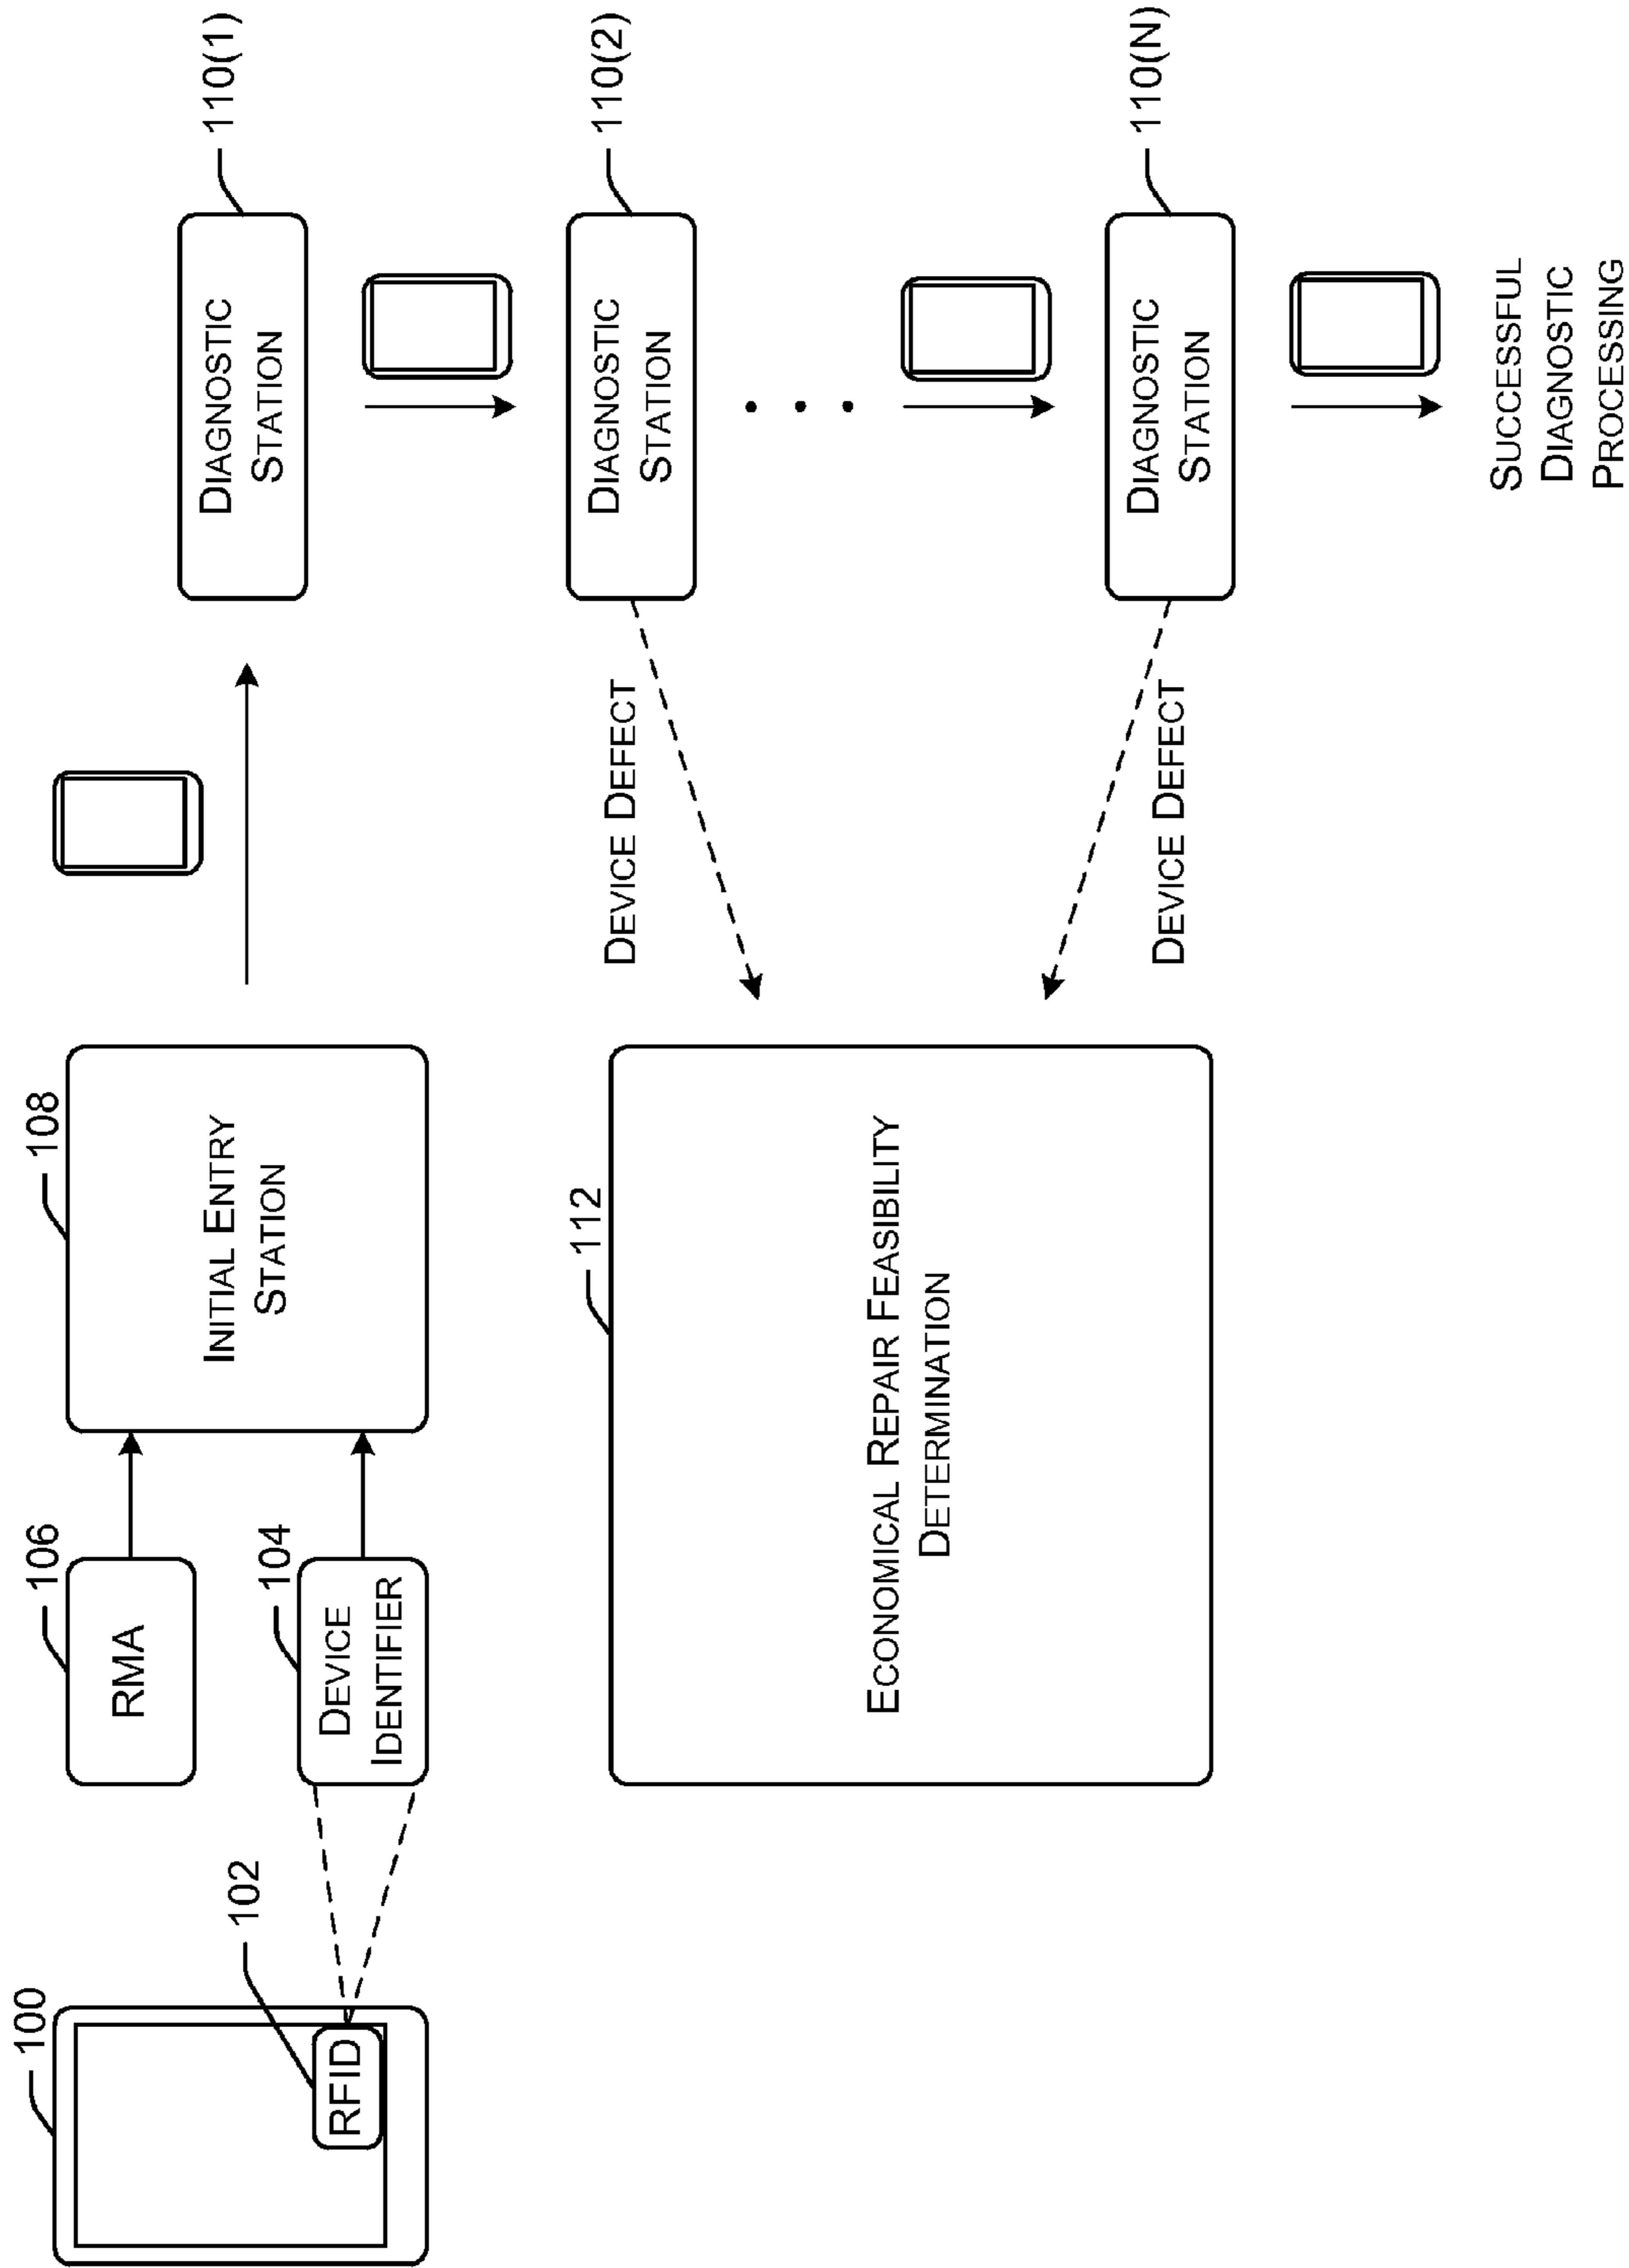 100
RFID
102
106
RMA
104
DEVICE
IDENTIFIER
108
INITIAL ENTRY
STATION
110(1)
DIAGNOSTIC
STATION
110(2)
DIAGNOSTIC
STATION
DEVICE DEFECT
110(N)
DIAGNOSTIC
STATION
DEVICE DEFECT
112
ECONOMICAL REPAIR FEASIBILITY
DETERMINATION
SUCCESSFUL
DIAGNOSTIC
PROCESSING